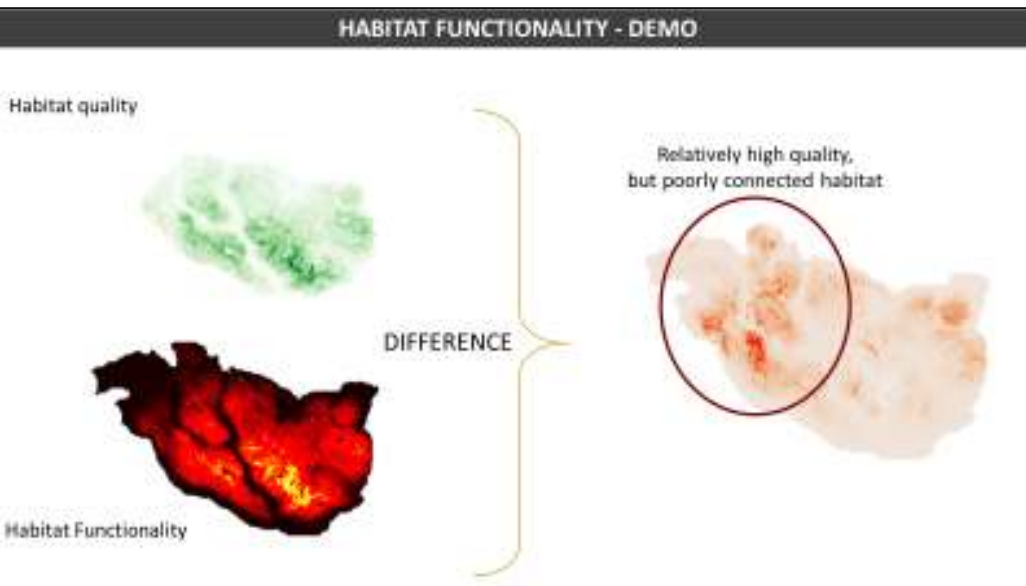 HABITAT FUNCTIONALITY - DEMO
Habitat quality
Relatively high quality,
but poorly connected habitat
DIFFERENCE
Habitat Functionality